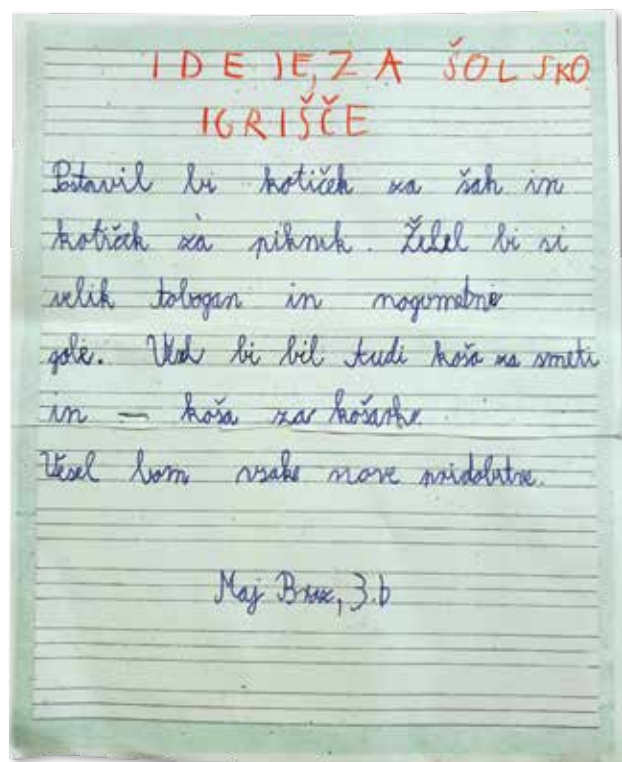 IDEJE ZA ŠOLSKO
IGRIŠČE
Postavil bi kotiček za šah in
kotiček za piknik. Želel bi si
velik tobogan in nogometne
gole. Vesel bi bil tudi koša za smeti
in – koša za košarko.
Vesel bom vsake nove pridobitve.
Maj Brez, 3.b